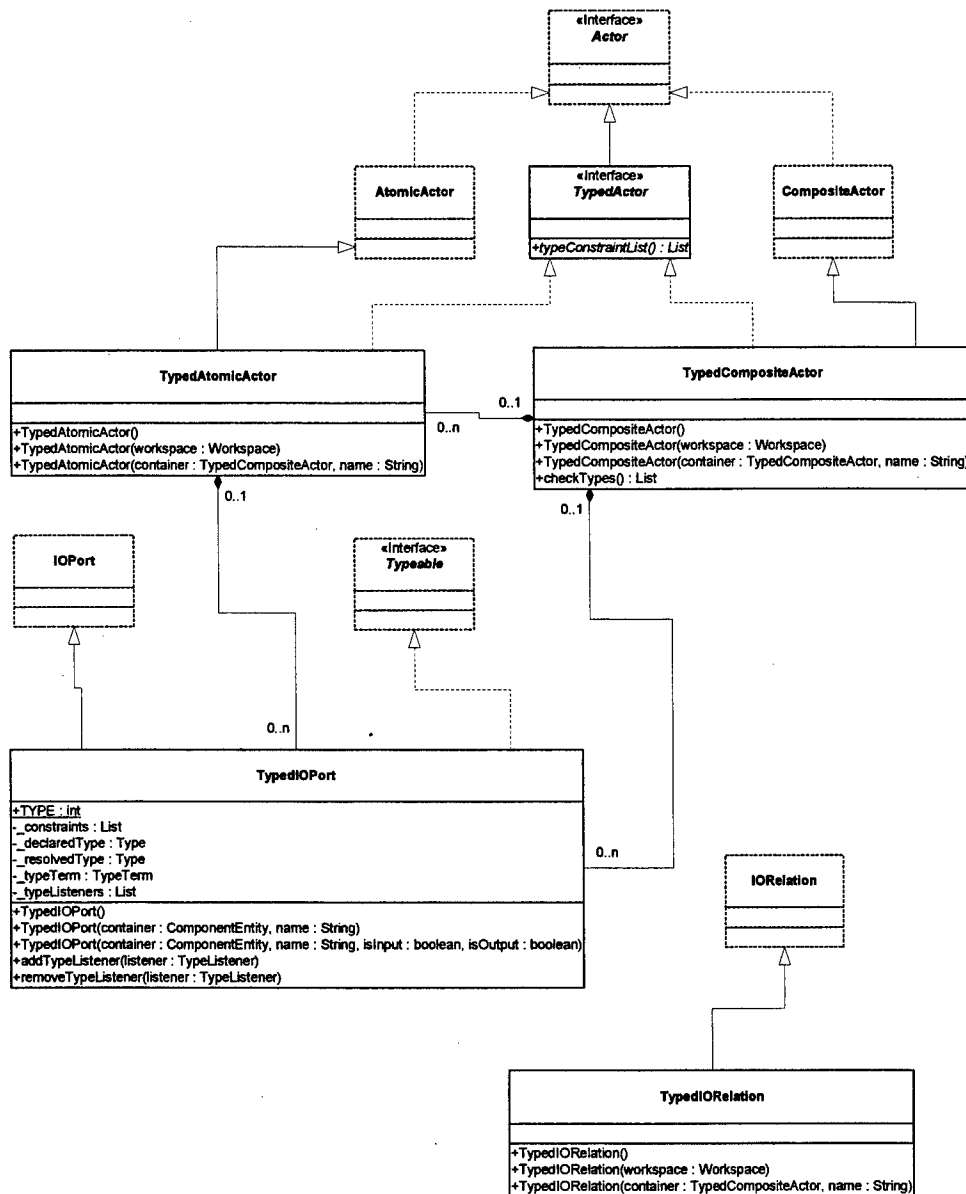 «Interface»
Actor
AtomicActor
«Interface»
TypedActor
+typeConstraintList() : List
CompositeActor
TypedAtomicActor
+TypedAtomicActor()
+TypedAtomicActor(workspace : Workspace)
+TypedAtomicActor(container : TypedCompositeActor, name : String)
0..1
0..n
TypedCompositeActor
+TypedCompositeActor()
+TypedCompositeActor(workspace : Workspace)
+TypedCompositeActor(container : TypedCompositeActor, name : String)
+checkTypes() : List
0..1
0..1
IOPort
«Interface»
Typeable
0..n
TypedIOPort
+TYPE : int
-_constraints : List
-_declaredType : Type
-_resolvedType : Type
-_typeTerm : TypeTerm
-_typeListeners : List
+TypedIOPort()
+TypedIOPort(container : ComponentEntity, name : String)
+TypedIOPort(container : ComponentEntity, name : String, isInput : boolean, isOutput : boolean)
+addTypeListener(listener : TypeListener)
+removeTypeListener(listener : TypeListener)
0..n
IORelation
TypedIORelation
+TypedIORelation()
+TypedIORelation(workspace : Workspace)
+TypedIORelation(container : TypedCompositeActor, name : String)